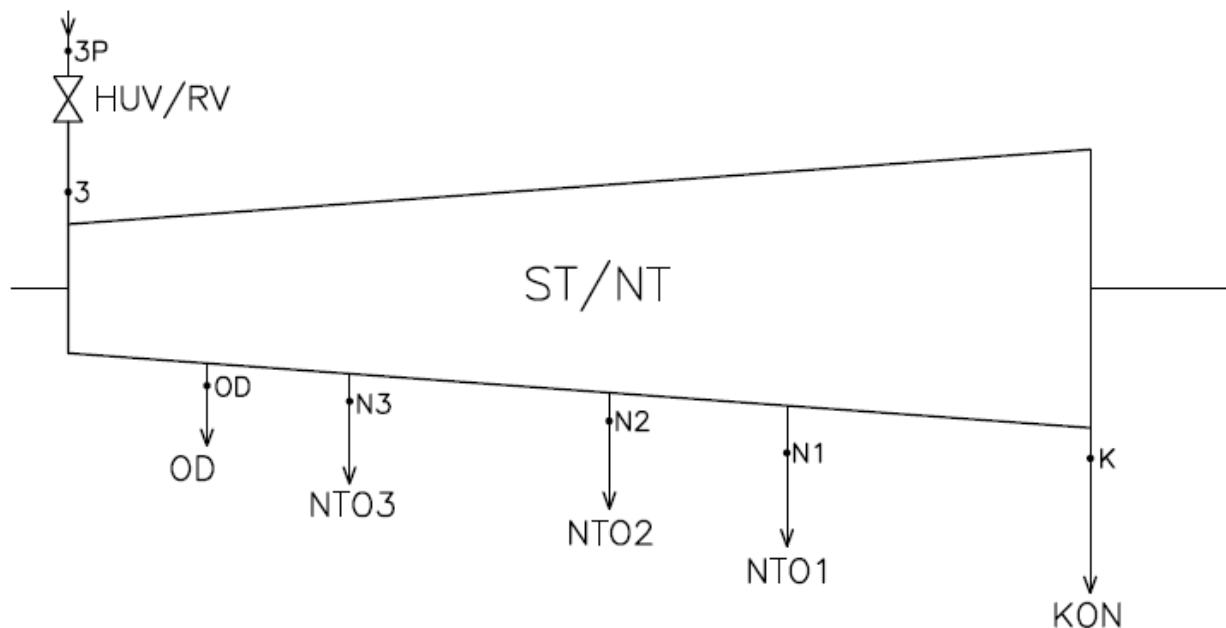 3P
HUV/RV
3
ST/NT
OD
N3
N2
N1
K
OD
NTO3
NTO2
NTO1
KON